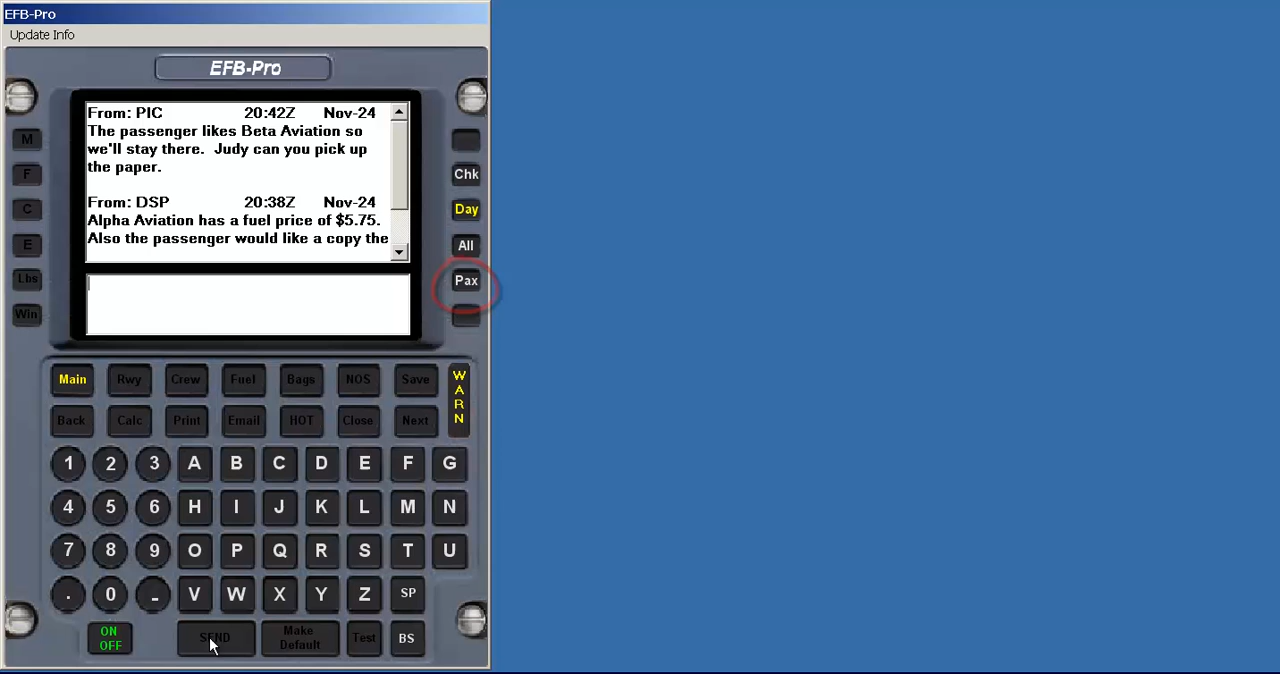 EFB-Pro
Update Info
EFB-Pro
From: PIC 20:42Z Nov-24
The passenger likes Beta Aviation so
we'll stay there. Judy can you pick up
the paper.
From: DSP 20:38Z Nov-24
Alpha Aviation has a fuel price of $5.75.
Also the passenger would like a copy the
M
F
C
E
Lbs
Win
Chk
Day
All
Pax
Main Rwy Crew Fuel Bags NOS Save
Back Calc Print Email HOT Close Next
W
A
R
N
1 2 3 A B C D E F G
4 5 6 H I J K L M N
7 8 9 O P Q R S T U
. 0 - V W X Y Z SP
ON
OFF
SEND
Make
Default
Test
BS